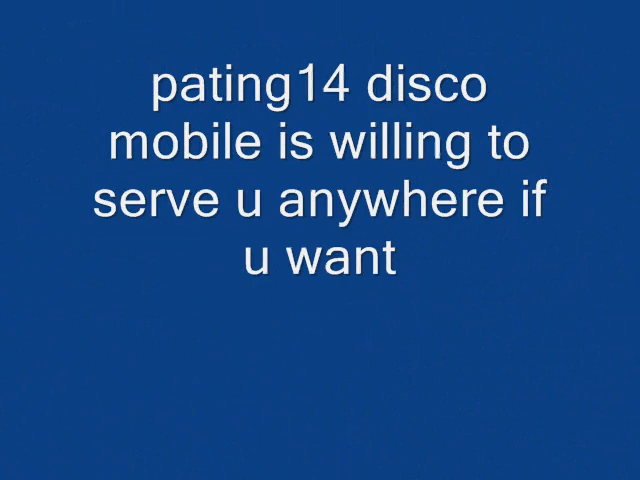 pating14 disco
mobile is willing to
serve u anywhere if
u want